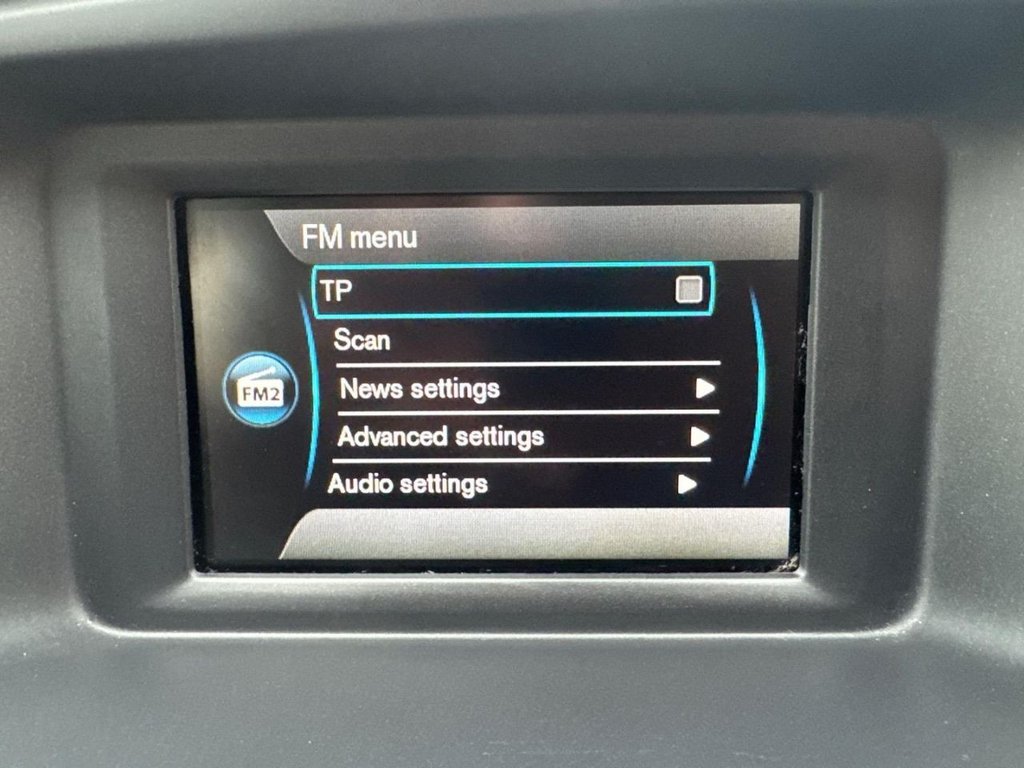 FM menu
TP
Scan
FM2
News settings
Advanced settings
Audio settings